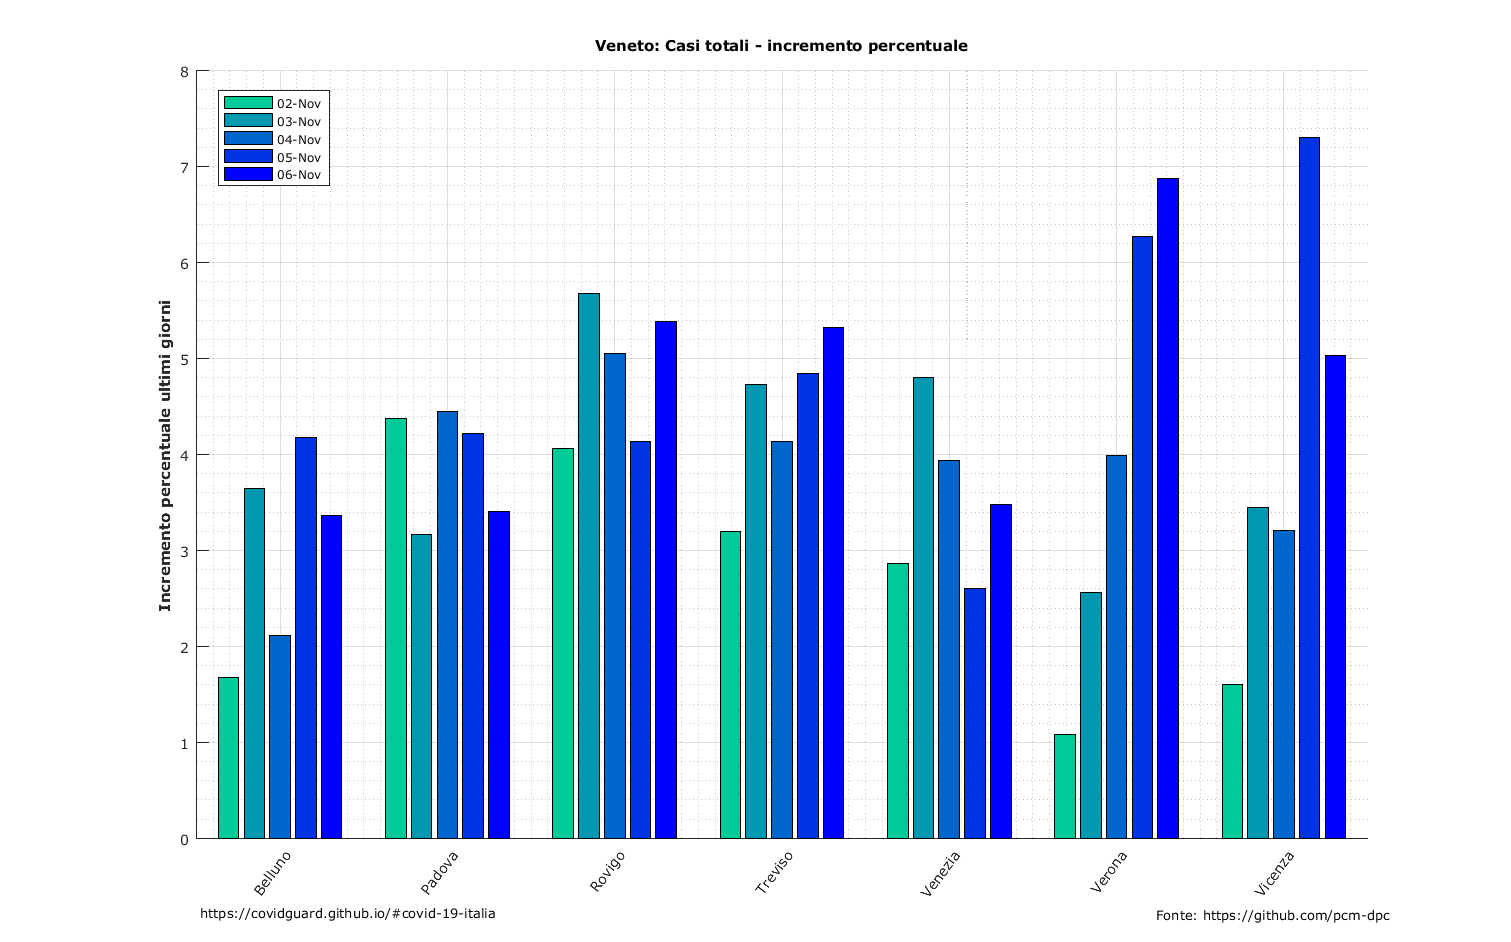 Veneto: Casi totali - incremento percentuale
8
7
6
5
4
3
2
1
0
Incremento percentuale ultimi giorni
02-Nov
03-Nov
04-Nov
05-Nov
06-Nov
Belluno
Padova
Rovigo
Treviso
Venezia
Verona
Vicenza
https://covidguard.github.io/#covid-19-italia
Fonte: https://github.com/pcm-dpc